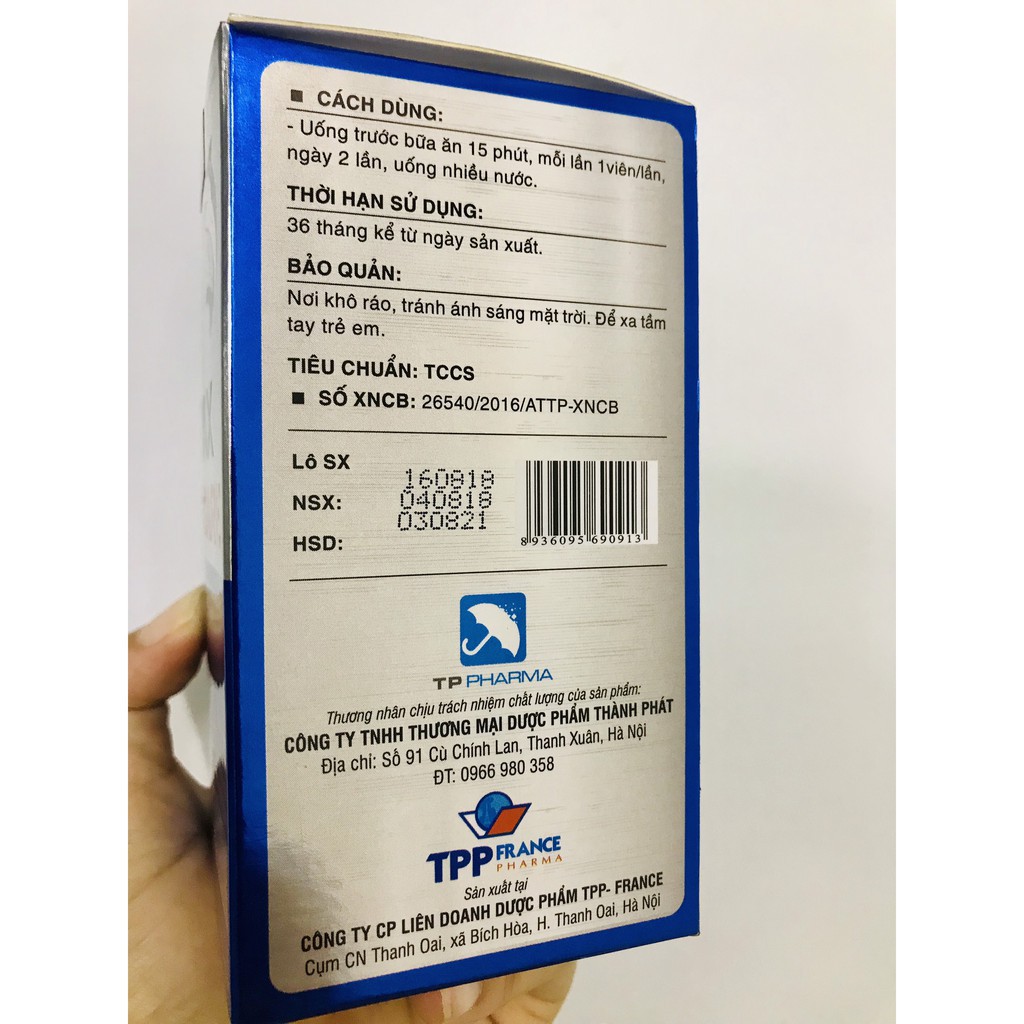 ■ CÁCH DÙNG:
- Uống trước bữa ăn 15 phút, mỗi lần 1viên/lần,
ngày 2 lần, uống nhiều nước.
THỜI HẠN SỬ DỤNG:
36 tháng kể từ ngày sản xuất.
BẢO QUẢN:
Nơi khô ráo, tránh ánh sáng mặt trời. Để xa tầm
tay trẻ em.
TIÊU CHUẨN: TCCS
■ SỐ XNCB: 26540/2016/ATTP-XNCB
Lô SX 160818
NSX: 040818
HSD: 030821
8936095690913
TP PHARMA
Thương nhân chịu trách nhiệm chất lượng của sản phẩm:
CÔNG TY TNHH THƯƠNG MẠI DƯỢC PHẨM THÀNH PHÁT
Địa chỉ: Số 91 Cù Chính Lan, Thanh Xuân, Hà Nội
ĐT: 0966 980 358
TPP FRANCE
PHARMA
Sản xuất tại
CÔNG TY CP LIÊN DOANH DƯỢC PHẨM TPP- FRANCE
Cụm CN Thanh Oai, xã Bích Hòa, H. Thanh Oai, Hà Nội